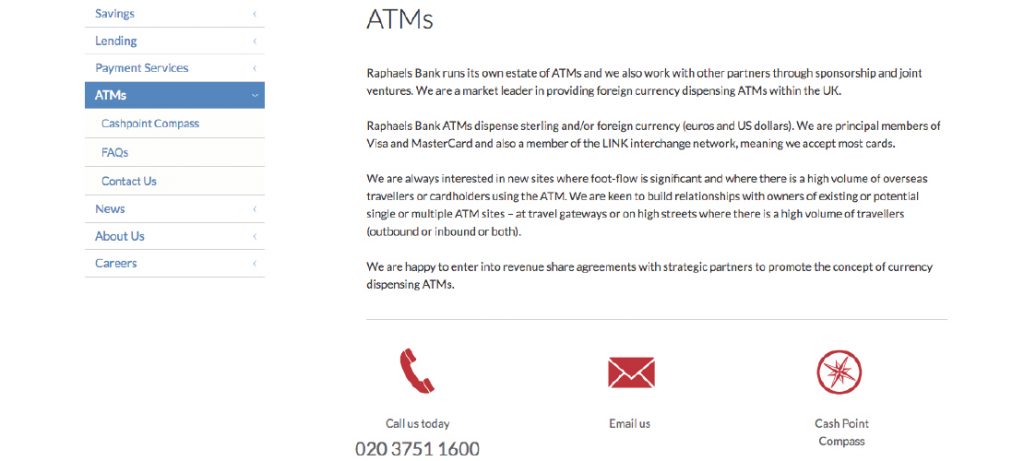 Savings
Lending
Payment Services
ATMs
Cashpoint Compass
FAQs
Contact Us
News
About Us
Careers
ATMs
Raphaels Bank runs its own estate of ATMs and we also work with other partners through sponsorship and joint
ventures. We are a market leader in providing foreign currency dispensing ATMs within the UK.
Raphaels Bank ATMs dispense sterling and/or foreign currency (euros and US dollars). We are principal members of
Visa and MasterCard and also a member of the LINK interchange network, meaning we accept most cards.
We are always interested in new sites where foot-flow is significant and where there is a high volume of overseas
travellers or cardholders using the ATM. We are keen to build relationships with owners of existing or potential
single or multiple ATM sites – at travel gateways or on high streets where there is a high volume of travellers
(outbound or inbound or both).
We are happy to enter into revenue share agreements with strategic partners to promote the concept of currency
dispensing ATMs.
Call us today
020 3751 1600
Email us
Cash Point
Compass